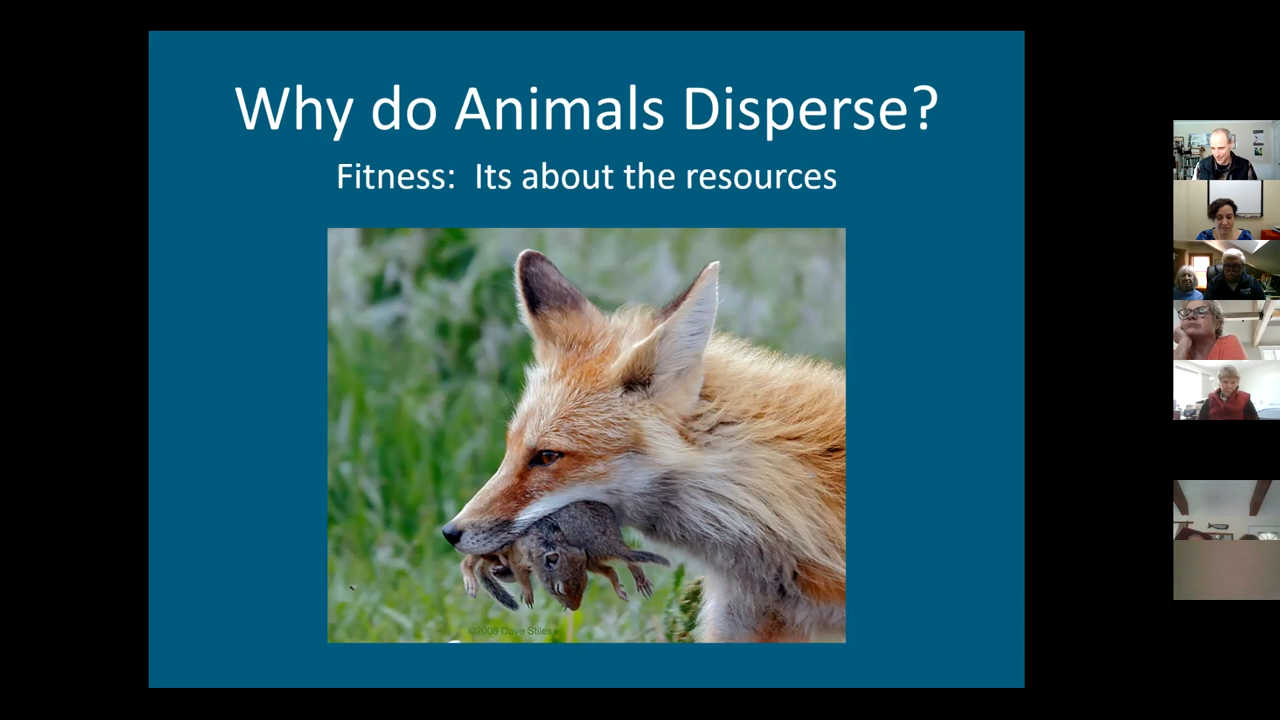 Why do Animals Disperse?
Fitness: Its about the resources
©2008 Dave Stiles